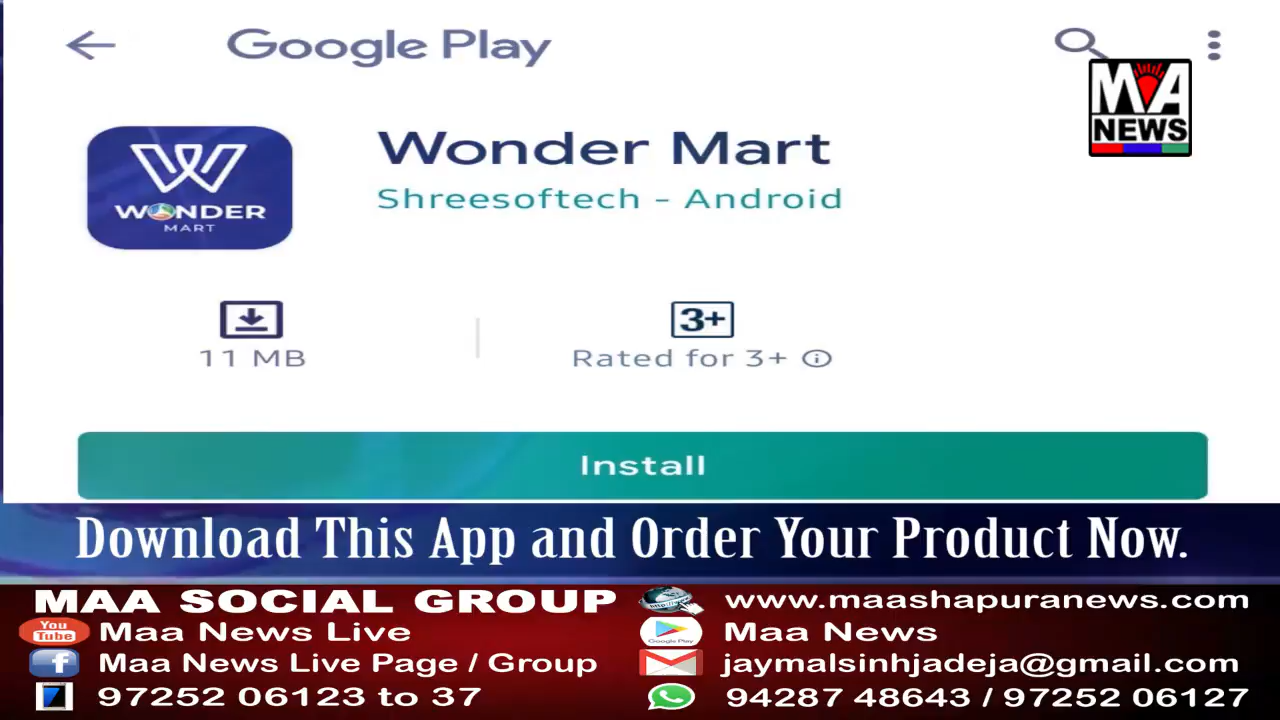 Google Play
MAA
NEWS
Wonder Mart
Shreesoftech - Android
W
WONDER
MART
11 MB
3+
Rated for 3+
Install
Download This App and Order Your Product Now.
MAA SOCIAL GROUP
http://
www.maashapuranews.com
You
Tube
Maa News Live
Google Play
Maa News
f
Maa News Live Page / Group
jaymalsinhjadeja@gmail.com
97252 06123 to 37
94287 48643 / 97252 06127